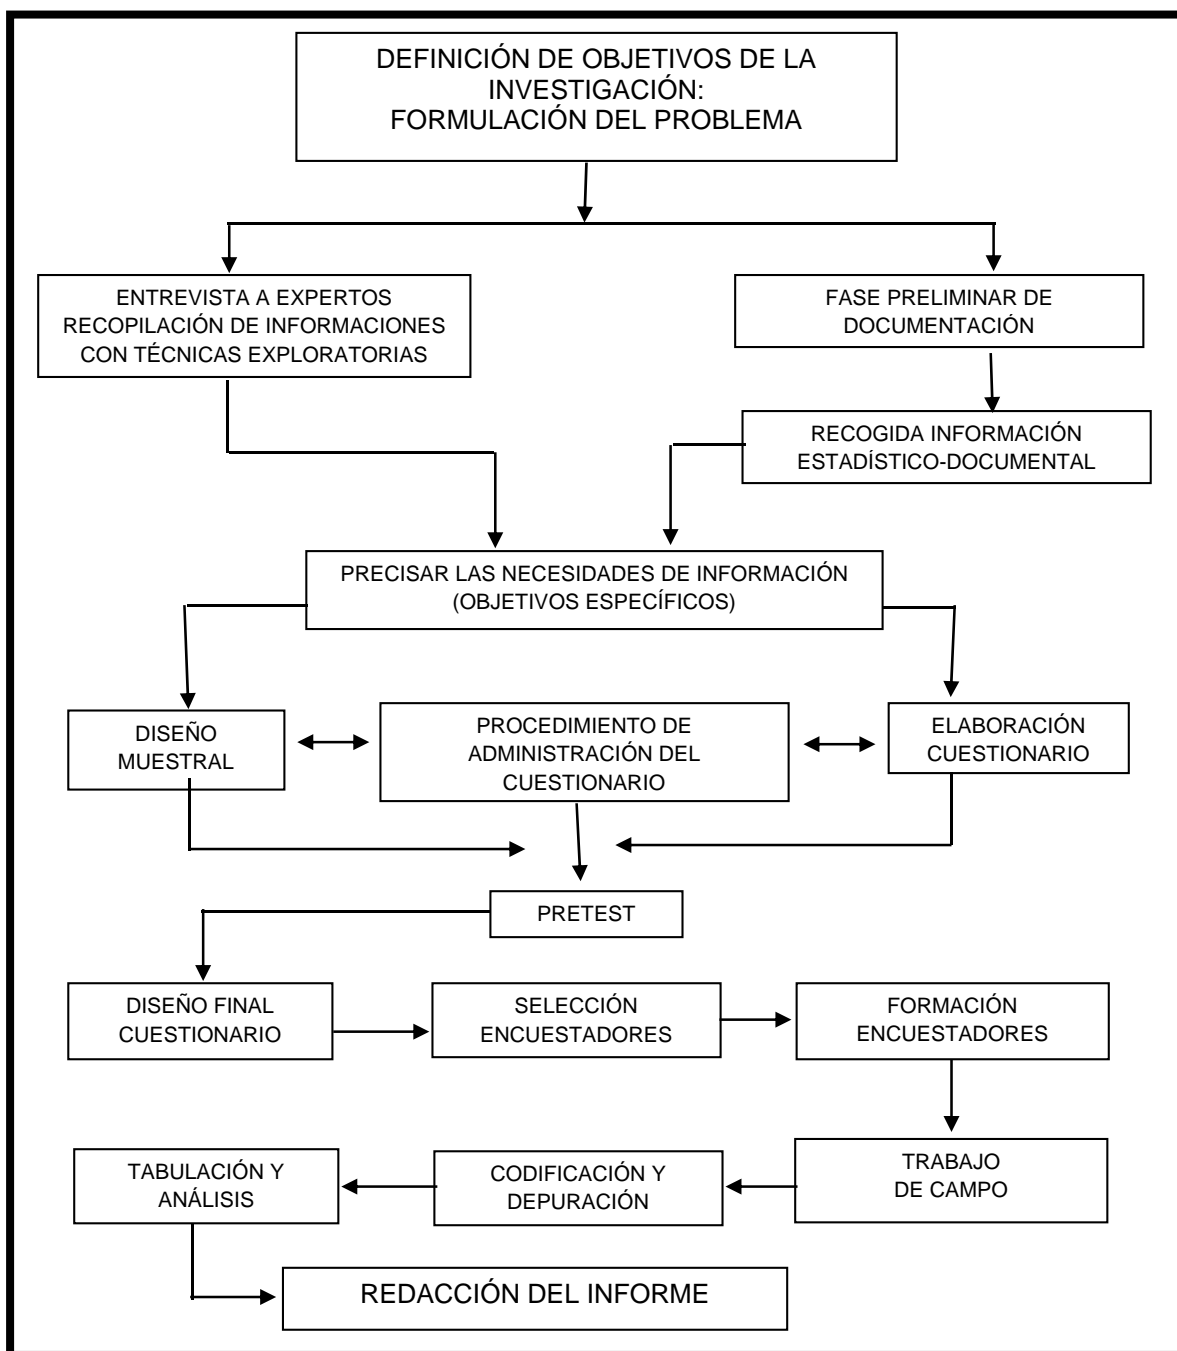 DEFINICIÓN DE OBJETIVOS DE LA
INVESTIGACIÓN:
FORMULACIÓN DEL PROBLEMA
ENTREVISTA A EXPERTOS
RECOPILACIÓN DE INFORMACIONES
CON TÉCNICAS EXPLORATORIAS
FASE PRELIMINAR DE
DOCUMENTACIÓN
RECOGIDA INFORMACIÓN
ESTADÍSTICO-DOCUMENTAL
PRECISAR LAS NECESIDADES DE INFORMACIÓN
(OBJETIVOS ESPECÍFICOS)
DISEÑO
MUESTRAL
PROCEDIMIENTO DE
ADMINISTRACIÓN DEL
CUESTIONARIO
ELABORACIÓN
CUESTIONARIO
PRETEST
DISEÑO FINAL
CUESTIONARIO
SELECCIÓN
ENCUESTADORES
FORMACIÓN
ENCUESTADORES
TABULACIÓN Y
ANÁLISIS
CODIFICACIÓN Y
DEPURACIÓN
TRABAJO
DE CAMPO
REDACCIÓN DEL INFORME